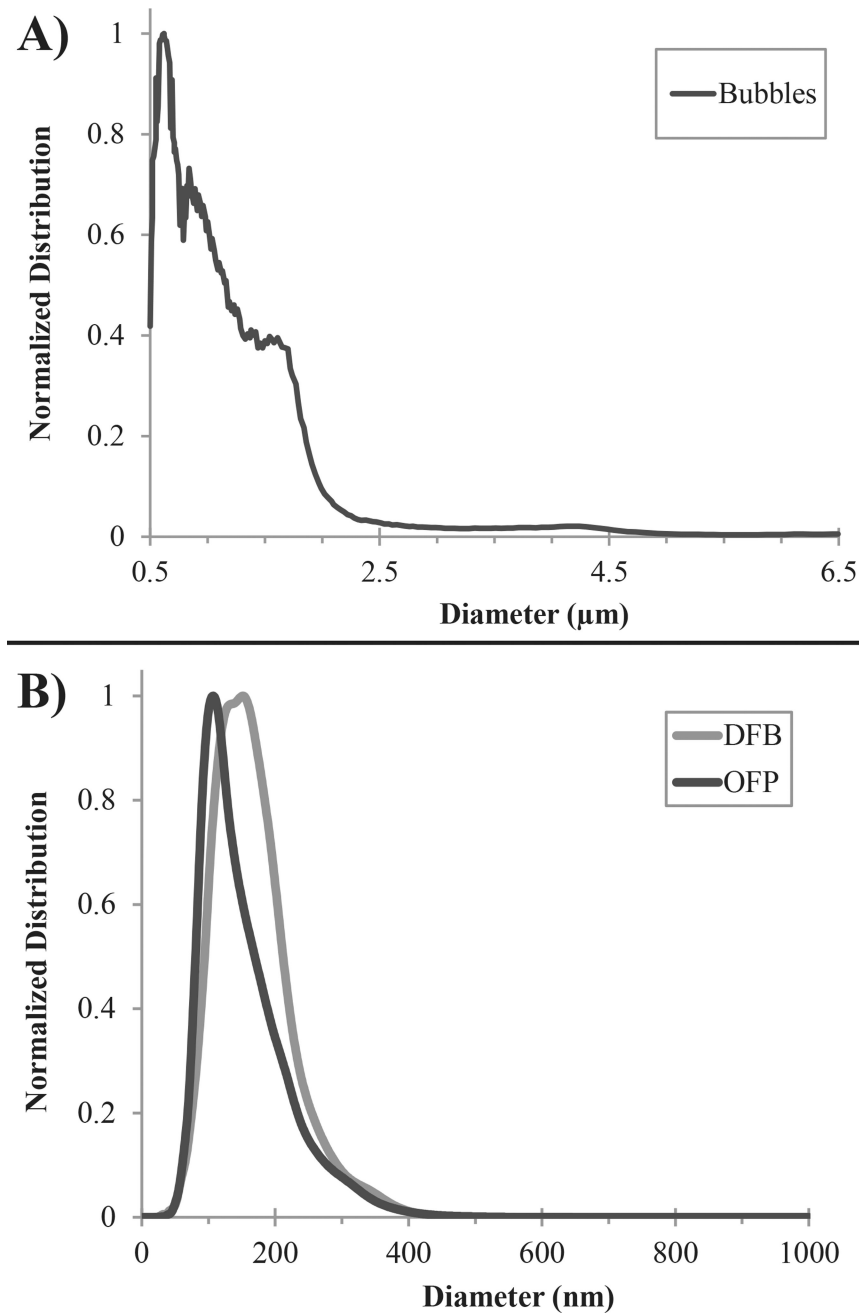 A)
Normalized Distribution
1
0.8
0.6
0.4
0.2
0
Bubbles
0.5
2.5
4.5
6.5
Diameter (µm)
B)
Normalized Distribution
1
0.8
0.6
0.4
0.2
0
DFB
OFP
0
200
400
600
800
1000
Diameter (nm)